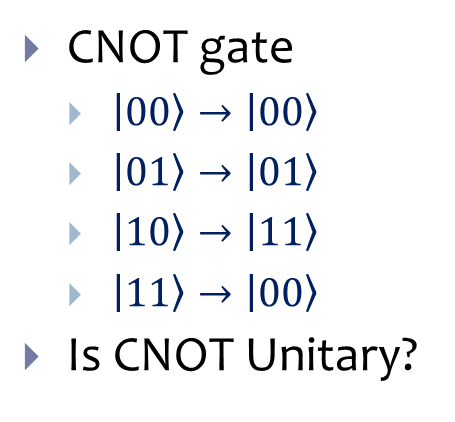 CNOT gate
|00⟩ → |00⟩
|01⟩ → |01⟩
|10⟩ → |11⟩
|11⟩ → |00⟩
Is CNOT Unitary?